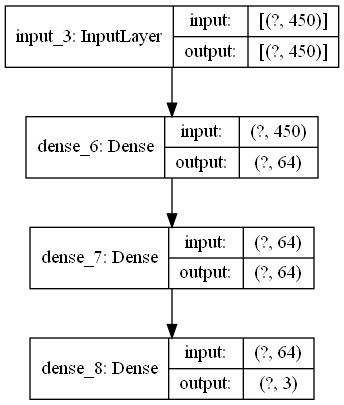 input_3: InputLayer
input:
[(?, 450)]
output:
[(?, 450)]
dense_6: Dense
input:
(?, 450)
output:
(?, 64)
dense_7: Dense
input:
(?, 64)
output:
(?, 64)
dense_8: Dense
input:
(?, 64)
output:
(?, 3)